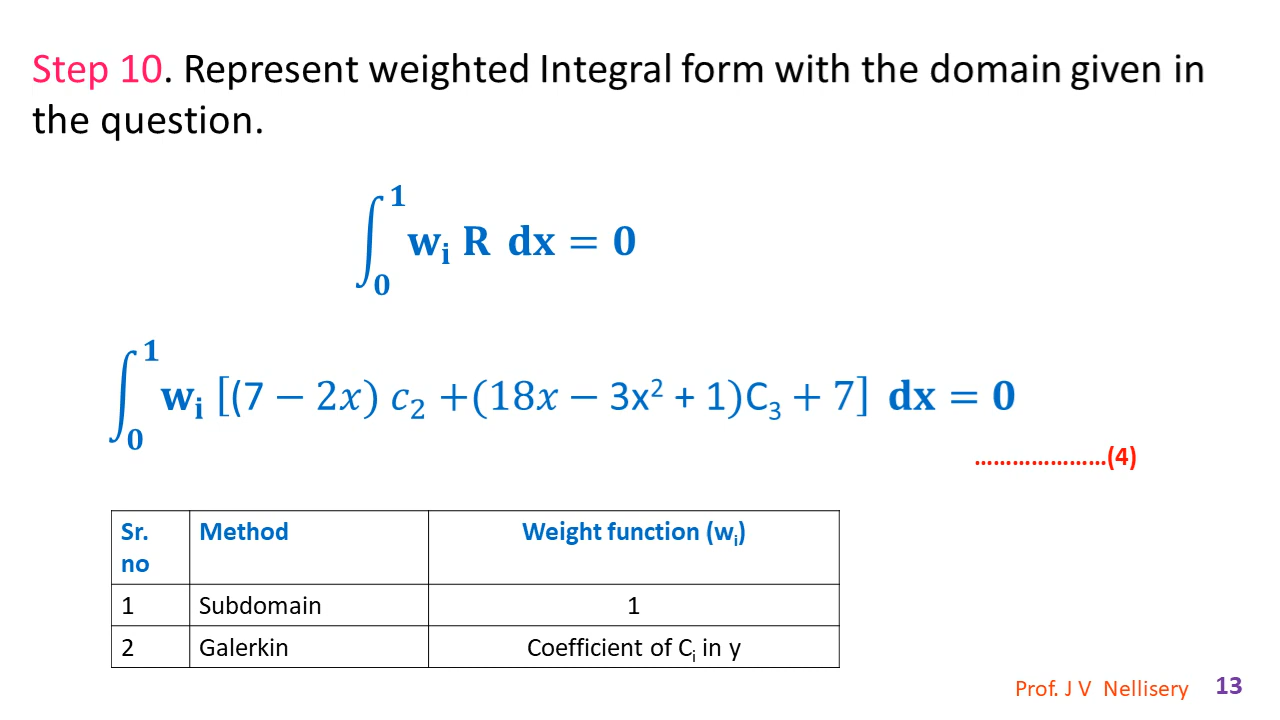 Step 10. Represent weighted Integral form with the domain given in
the question.
∫₀¹ wᵢ R dx = 0
∫₀¹ wᵢ [(7 − 2x) c₂ +(18x − 3x² + 1)C₃ + 7] dx = 0
…………………(4)
Sr. no | Method | Weight function (wᵢ)
1 | Subdomain | 1
2 | Galerkin | Coefficient of Cᵢ in y
Prof. J V Nellisery 13